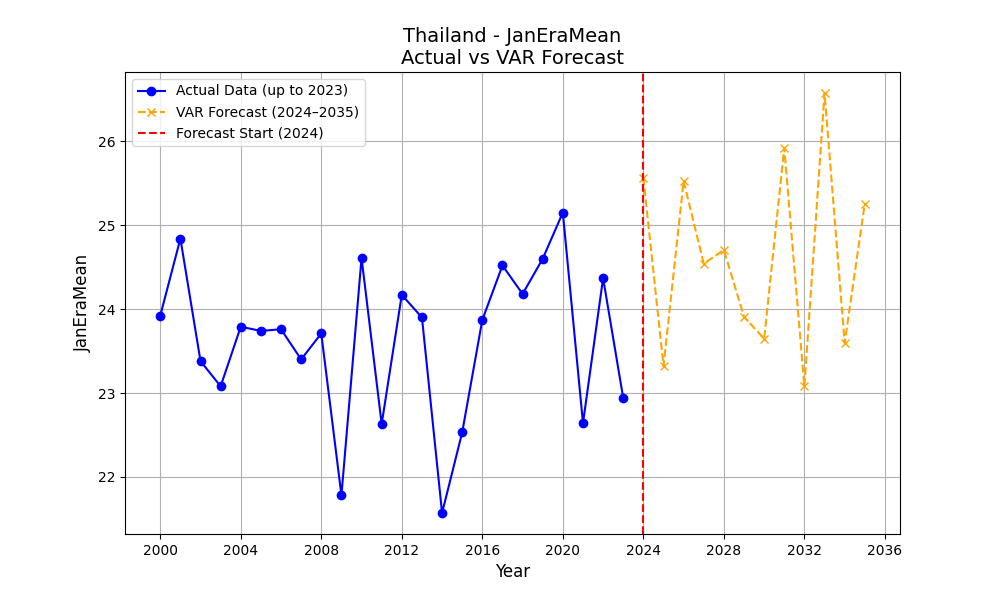 Thailand - JanEraMean
Actual vs VAR Forecast
Actual Data (up to 2023)
VAR Forecast (2024–2035)
Forecast Start (2024)
JanEraMean
26
25
24
23
22
2000 2004 2008 2012 2016 2020 2024 2028 2032 2036
Year